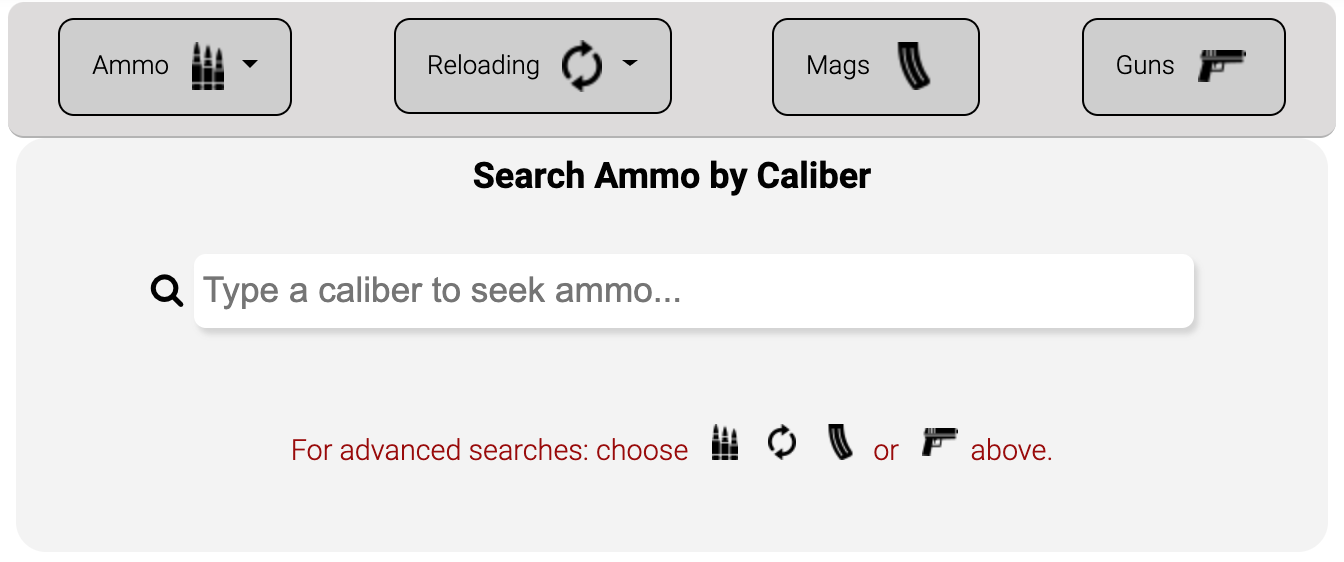 Ammo Reloading Mags Guns
Search Ammo by Caliber
Type a caliber to seek ammo...
For advanced searches: choose or above.